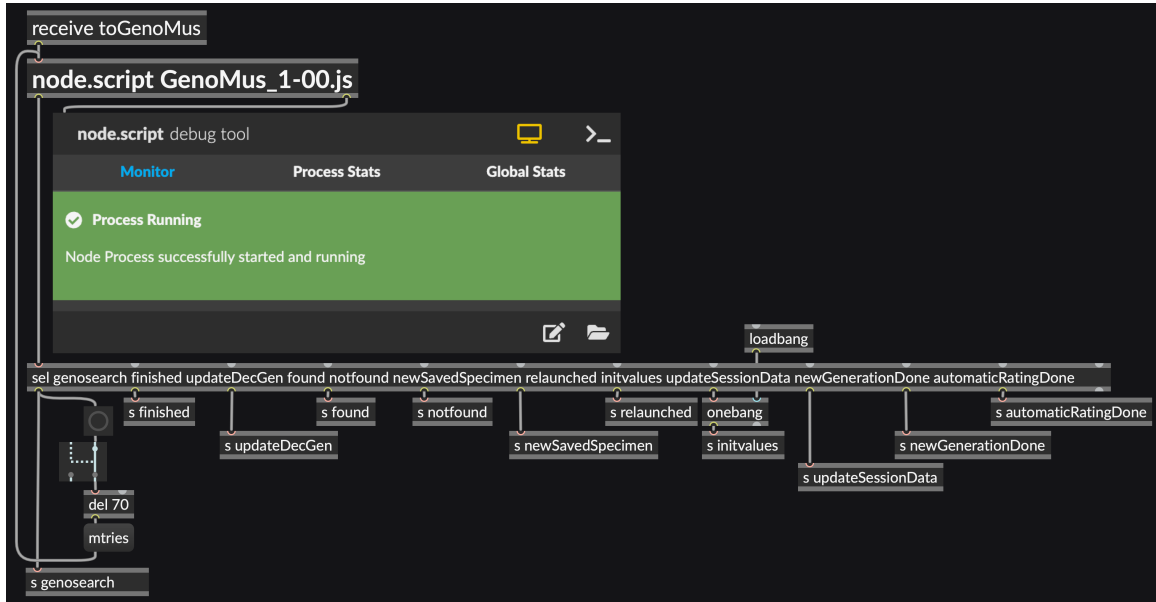 receive toGenoMus
node.script GenoMus_1-00.js
node.script debug tool
Monitor Process Stats Global Stats
Process Running
Node Process successfully started and running
loadbang
sel genosearch finished updateDecGen found notfound newSavedSpecimen relaunched initvalues updateSessionData newGenerationDone automaticRatingDone
s finished s found s notfound s relaunched onebang s automaticRatingDone
s updateDecGen s newSavedSpecimen s initvalues s newGenerationDone
s updateSessionData
del 70
mtries
s genosearch